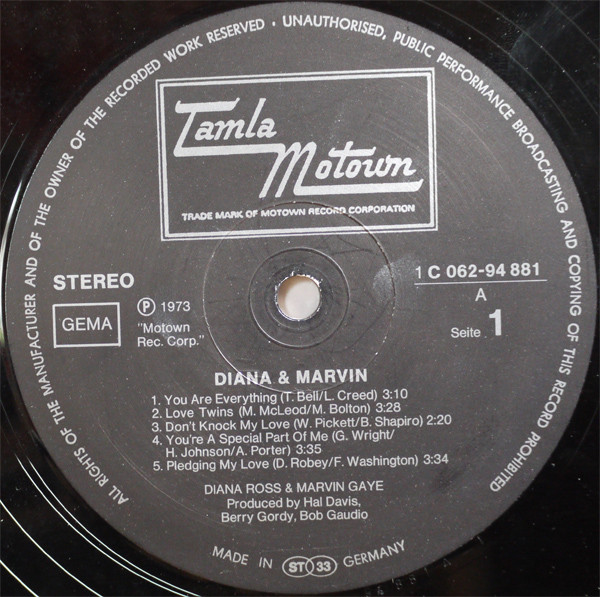 ALL RIGHTS OF THE MANUFACTURER AND OF THE OWNER OF THE RECORDED WORK RESERVED · UNAUTHORISED, PUBLIC PERFORMANCE BROADCASTING AND COPYING OF THIS RECORD PROHIBITED
Tamla
Motown
TRADE MARK OF MOTOWN RECORD CORPORATION
STEREO
GEMA
Ⓟ 1973
"Motown
Rec. Corp."
1 C 062-94 881
A
Seite 1
DIANA & MARVIN
1. You Are Everything (T. Bell/L. Creed) 3:10
2. Love Twins (M. McLeod/M. Bolton) 3:28
3. Don't Knock My Love (W. Pickett/B. Shapiro) 2:20
4. You're A Special Part Of Me (G. Wright/
H. Johnson/A. Porter) 3:35
5. Pledging My Love (D. Robey/F. Washington) 3:34
DIANA ROSS & MARVIN GAYE
Produced by Hal Davis,
Berry Gordy, Bob Gaudio
MADE IN ST 33 GERMANY